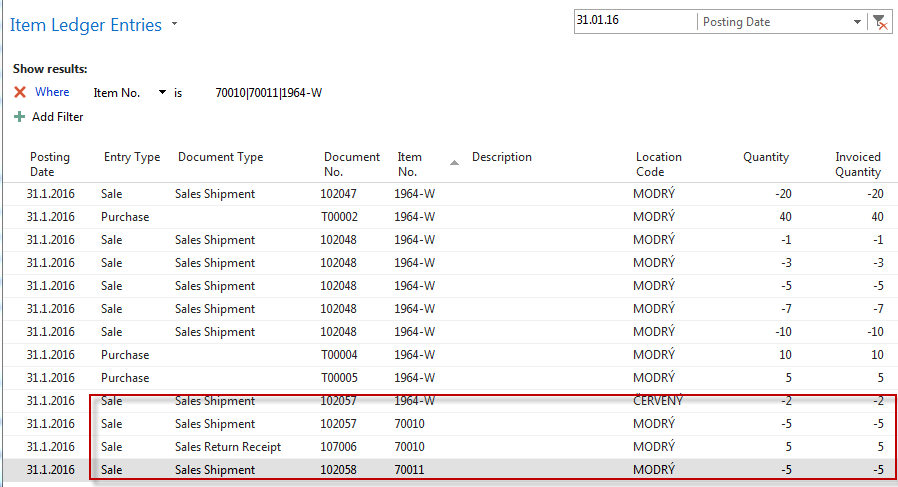 Item Ledger Entries
31.01.16 Posting Date
Show results:
Where Item No. is 70010|70011|1964-W
Add Filter
Posting Date Entry Type Document Type Document No. Item No. Description Location Code Quantity Invoiced Quantity
31.1.2016 Sale Sales Shipment 102047 1964-W MODRÝ -20 -20
31.1.2016 Purchase T00002 1964-W MODRÝ 40 40
31.1.2016 Sale Sales Shipment 102048 1964-W MODRÝ -1 -1
31.1.2016 Sale Sales Shipment 102048 1964-W MODRÝ -3 -3
31.1.2016 Sale Sales Shipment 102048 1964-W MODRÝ -5 -5
31.1.2016 Sale Sales Shipment 102048 1964-W MODRÝ -7 -7
31.1.2016 Sale Sales Shipment 102048 1964-W MODRÝ -10 -10
31.1.2016 Purchase T00004 1964-W MODRÝ 10 10
31.1.2016 Purchase T00005 1964-W MODRÝ 5 5
31.1.2016 Sale Sales Shipment 102057 1964-W ČERVENÝ -2 -2
31.1.2016 Sale Sales Shipment 102057 70010 MODRÝ -5 -5
31.1.2016 Sale Sales Return Receipt 107006 70010 MODRÝ 5 5
31.1.2016 Sale Sales Shipment 102058 70011 MODRÝ -5 -5